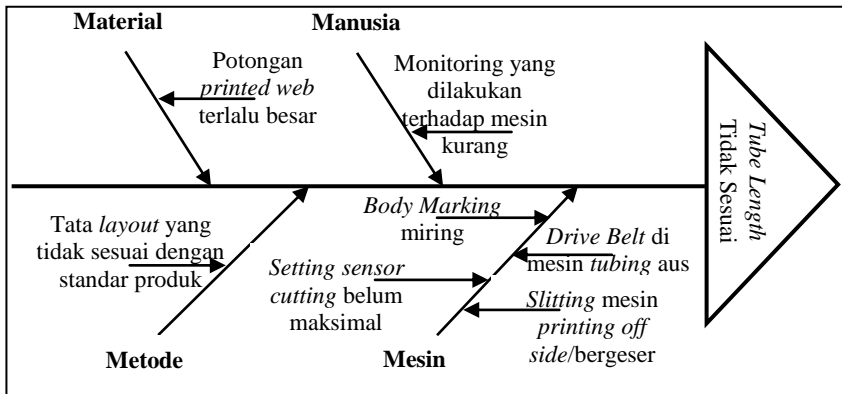 Material
Manusia
Potongan
printed web
terlalu besar
Monitoring yang
dilakukan
terhadap mesin
kurang
Tube Length
Tidak Sesuai
Tata layout yang
tidak sesuai dengan
standar produk
Body Marking
miring
Setting sensor
cutting belum
maksimal
Drive Belt di
mesin tubing aus
Slitting mesin
printing off
side/bergeser
Metode
Mesin